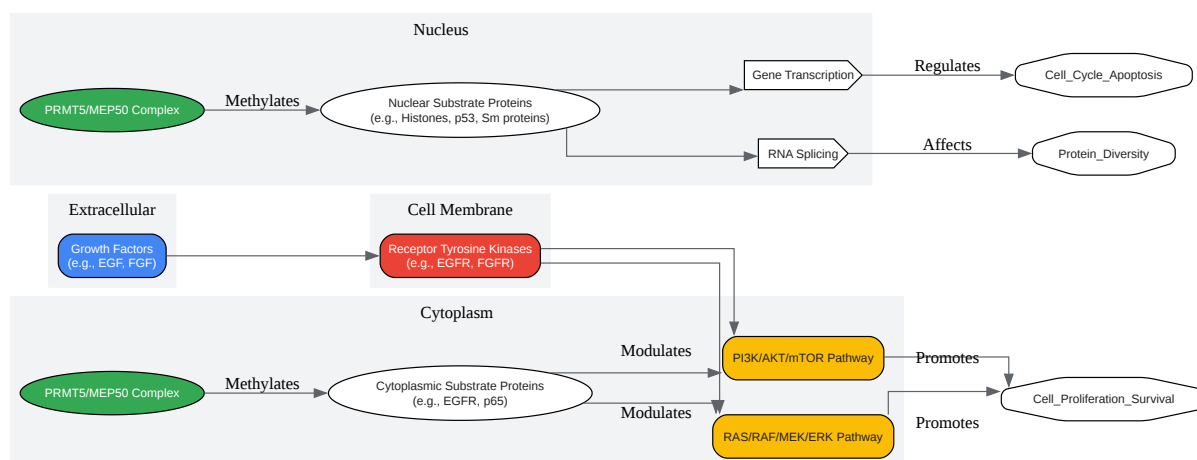 Nucleus
PRMT5/MEP50 Complex
Methylates
Nuclear Substrate Proteins
(e.g., Histones, p53, Sm proteins)
Gene Transcription
Regulates
Cell_Cycle_Apoptosis
RNA Splicing
Affects
Protein_Diversity
Extracellular
Growth Factors
(e.g., EGF, FGF)
Cell Membrane
Receptor Tyrosine Kinases
(e.g., EGFR, FGFR)
Cytoplasm
PRMT5/MEP50 Complex
Methylates
Cytoplasmic Substrate Proteins
(e.g., EGFR, p65)
Modulates
Modulates
PI3K/AKT/mTOR Pathway
Promotes
RAS/RAF/MEK/ERK Pathway
Promotes
Cell_Proliferation_Survival